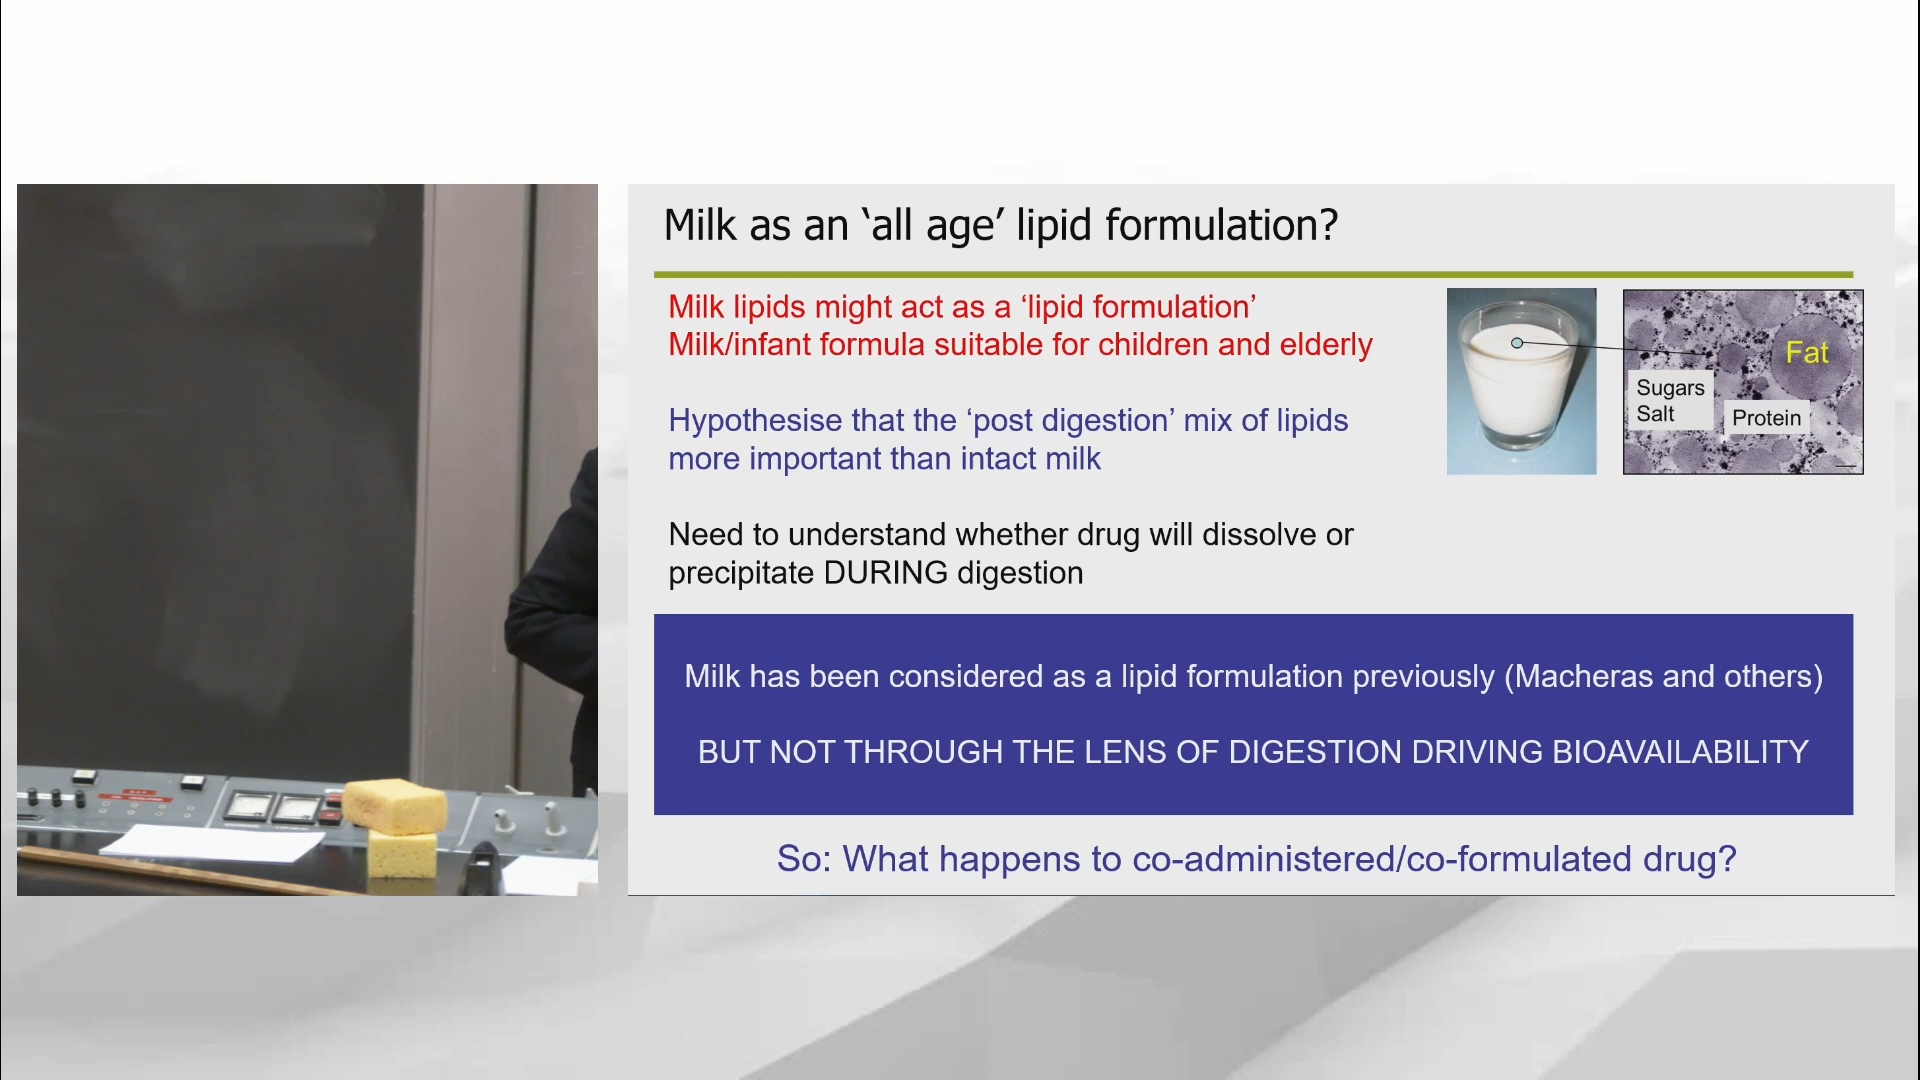 Milk as an ‘all age’ lipid formulation?
Milk lipids might act as a ‘lipid formulation’
Milk/infant formula suitable for children and elderly
Hypothesise that the ‘post digestion’ mix of lipids
more important than intact milk
Need to understand whether drug will dissolve or
precipitate DURING digestion
Fat
Sugars
Salt
Protein
Milk has been considered as a lipid formulation previously (Macheras and others)
BUT NOT THROUGH THE LENS OF DIGESTION DRIVING BIOAVAILABILITY
So: What happens to co-administered/co-formulated drug?